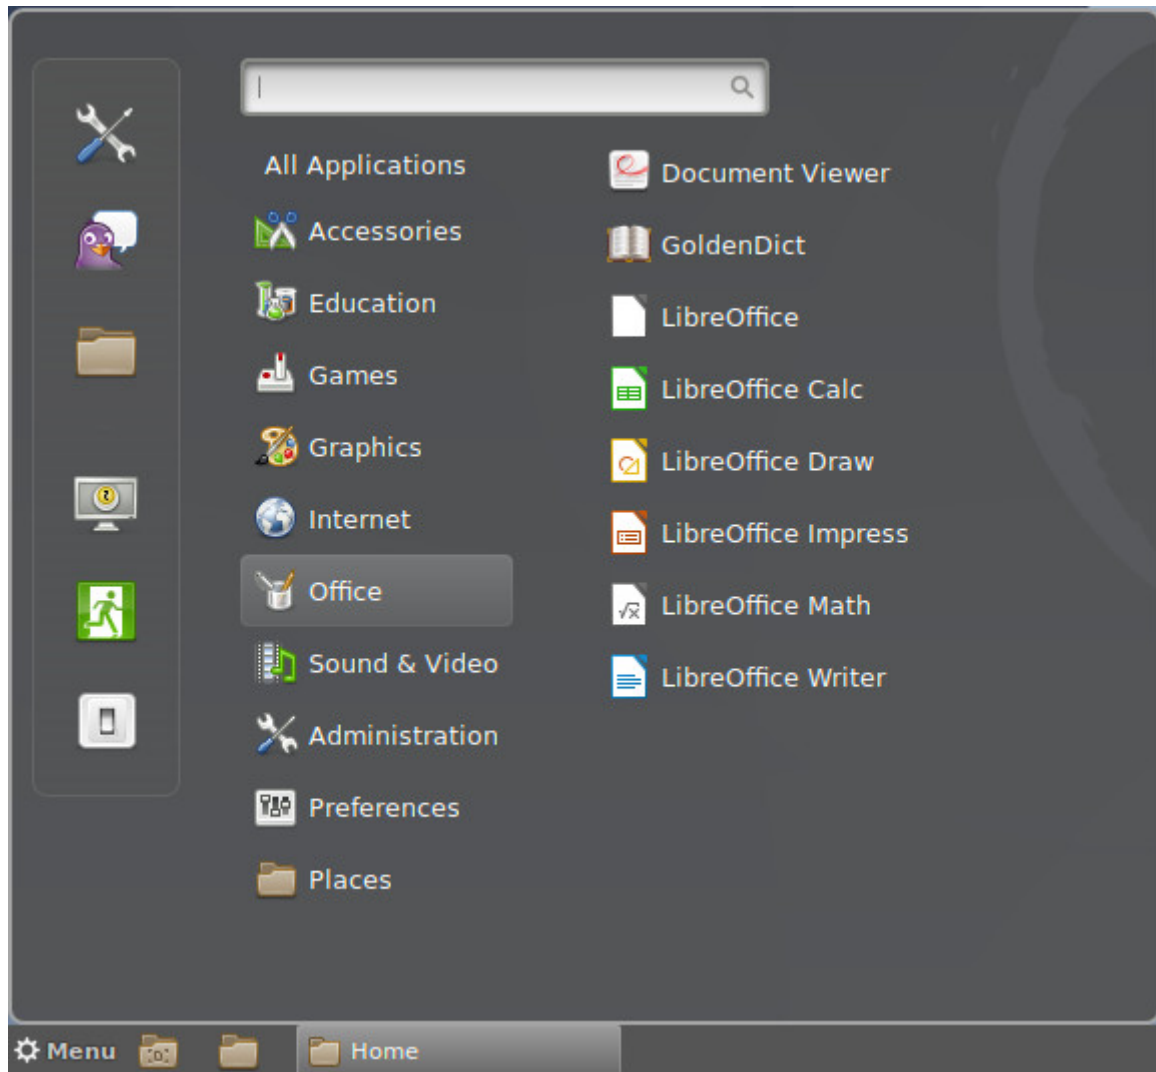 All Applications
Accessories
Education
Games
Graphics
Internet
Office
Sound & Video
Administration
Preferences
Places
Document Viewer
GoldenDict
LibreOffice
LibreOffice Calc
LibreOffice Draw
LibreOffice Impress
LibreOffice Math
LibreOffice Writer
Menu
Home